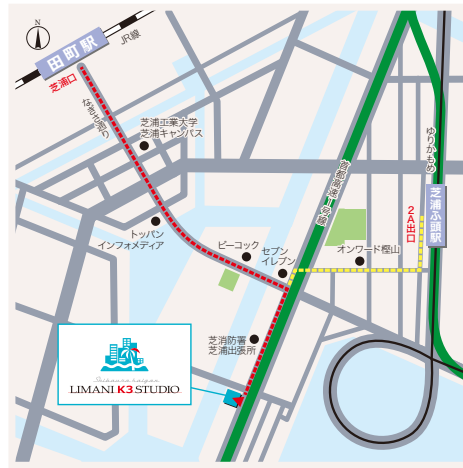 N
田町駅
JR線
芝浦口
なぎさ通り
芝浦工業大学
芝浦キャンパス
首都高速1号線
ゆりかもめ
芝浦ふ頭駅
2A出口
トッパン
インフォメディア
ピーコック
セブン
イレブン
オンワード樫山
芝消防署
芝浦出張所
Shibaura saigan
LIMANI K3 STUDIO